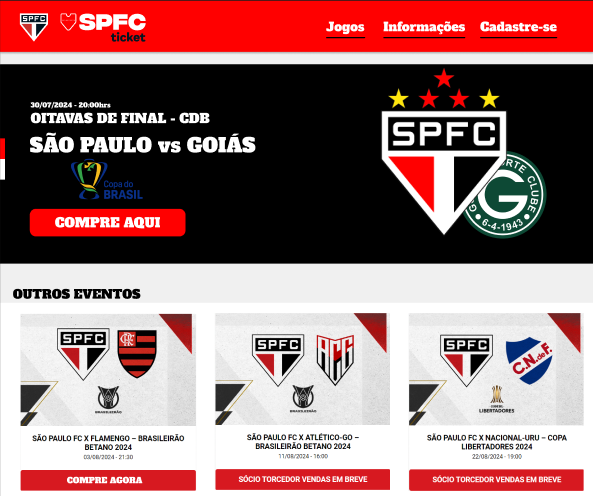 SPFC
SPFC
ticket
Jogos
Informações
Cadastre-se
30/07/2024 - 20:00hrs
OITAVAS DE FINAL - CDB
SÃO PAULO vs GOIÁS
Copa do
BRASIL
COMPRE AQUI
SPFC
ORTE CLUBE
G
6-4-1943
OUTROS EVENTOS
SPFC
CRF
BRASILEIRÃO
SÃO PAULO FC X FLAMENGO – BRASILEIRÃO
BETANO 2024
03/08/2024 - 21:30
COMPRE AGORA
SPFC
ACG
BRASILEIRÃO
SÃO PAULO FC X ATLÉTICO-GO –
BRASILEIRÃO BETANO 2024
11/08/2024 - 16:00
SÓCIO TORCEDOR VENDAS EM BREVE
SPFC
C.N.de F.
LIBERTADORES
SÃO PAULO FC X NACIONAL-URU – COPA
LIBERTADORES 2024
22/08/2024 - 19:00
SÓCIO TORCEDOR VENDAS EM BREVE